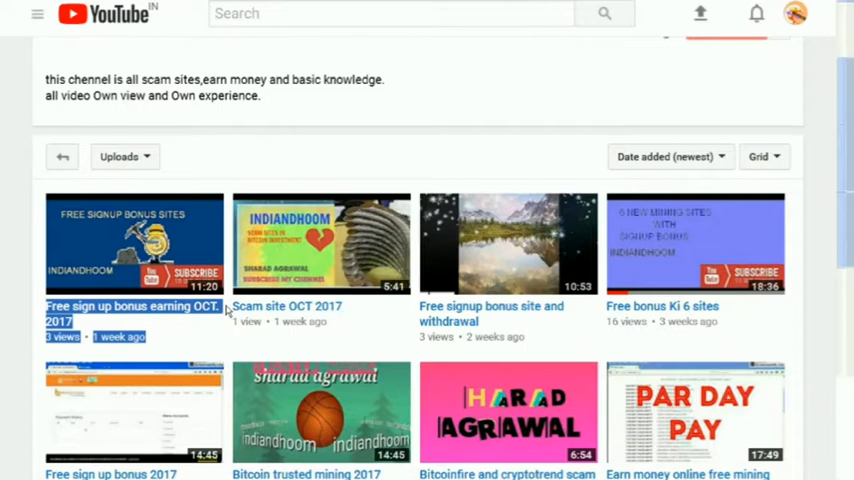 YouTube IN
Search
this channel is all scam sites,earn money and basic knowledge.
all video Own view and Own experience.
Uploads
Date added (newest)
Grid
FREE SIGNUP BONUS SITES
INDIANDHOOM
You Tube SUBSCRIBE
11:20
INDIANDHOOM
SCAM SITES IN
BITCOIN INVESTMENT
SHARAD AGRAWAL
SUBSCRIBE MY CHANNEL
5:41
10:53
6 NEW MINING SITES
WITH
SIGNUP BONUS
INDIANDHOOM
You Tube SUBSCRIBE
18:36
Free sign up bonus earning OCT.
2017
3 views • 1 week ago
Scam site OCT 2017
1 view • 1 week ago
Free signup bonus site and
withdrawal
3 views • 2 weeks ago
Free bonus Ki 6 sites
16 views • 3 weeks ago
14:45
sharad agrawal
indiandhoom indiandhoom
14:45
HARAD
AGRAWAL
6:54
PAR DAY
PAY
17:49
Free sign up bonus 2017
Bitcoin trusted mining 2017
Bitcoinfire and cryptotrend scam
Earn money online free mining